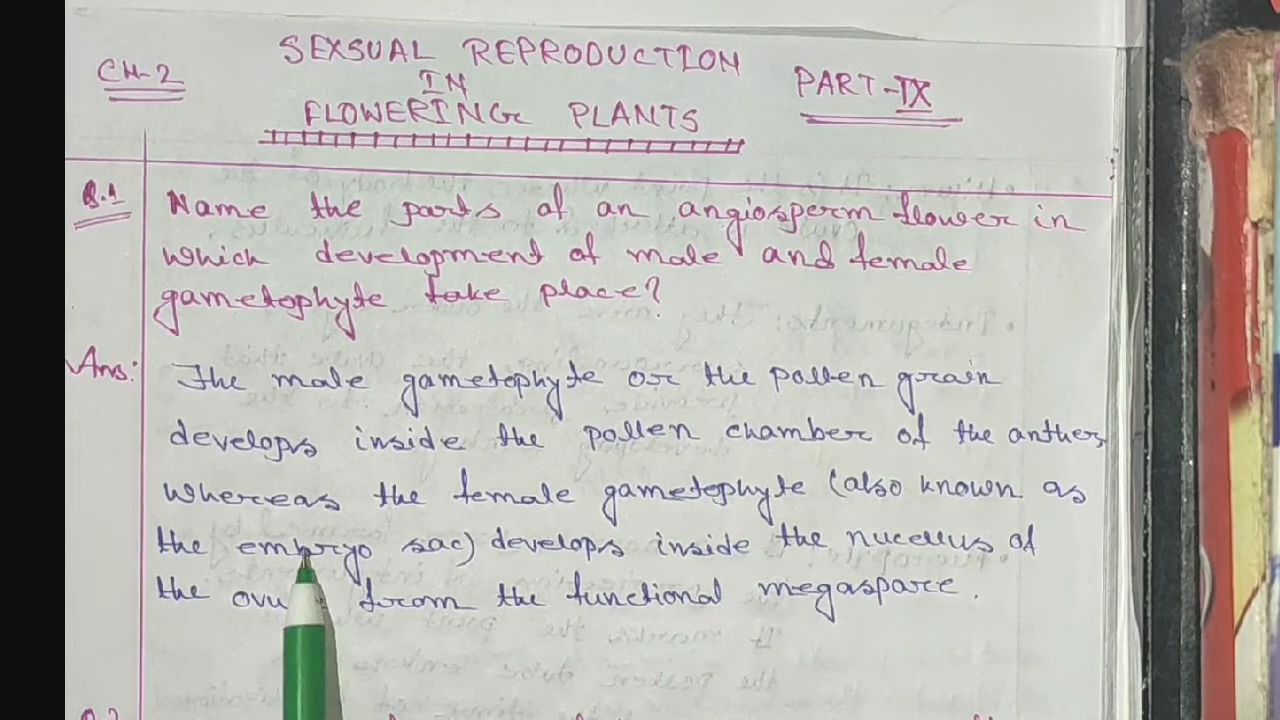 CH-2
SEXSUAL REPRODUCTION
IN
FLOWERING PLANTS
PART-IX
Q.1 Name the parts of an angiosperm flower in
which development of male and female
gametophyte take place?
Ans: The male gametophyte or the pollen grain
develops inside the pollen chamber of the anther,
whereas the female gametophyte (also known as
the embryo sac) develops inside the nucellus of
the ovu from the functional megaspore.
Q.2